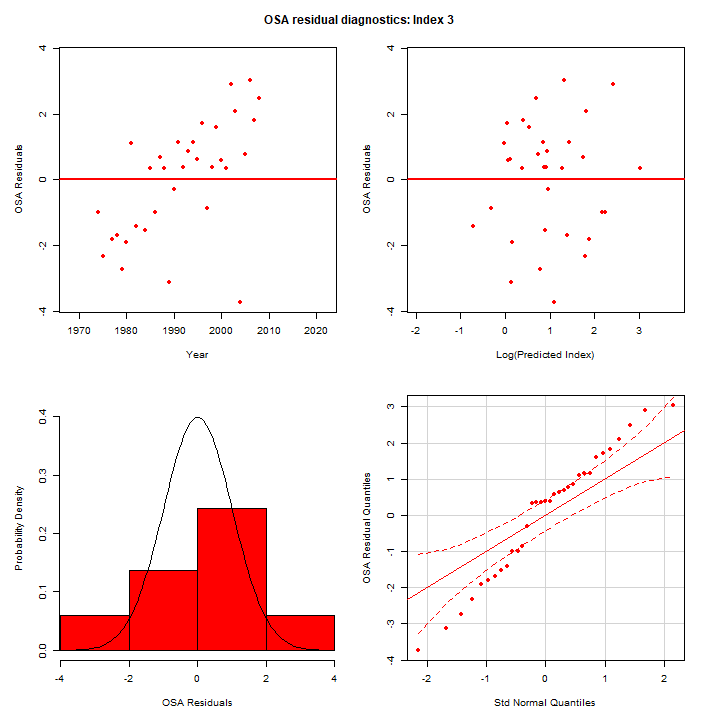 OSA residual diagnostics: Index 3
OSA Residuals
4
2
0
-2
-4
1970 1980 1990 2000 2010 2020
Year
OSA Residuals
4
2
0
-2
-4
-2 -1 0 1 2 3
Log(Predicted Index)
Probability Density
0.4
0.3
0.2
0.1
0.0
-4 -2 0 2 4
OSA Residuals
OSA Residual Quantiles
3
2
1
0
-1
-2
-3
-4
-2 -1 0 1 2
Std Normal Quantiles